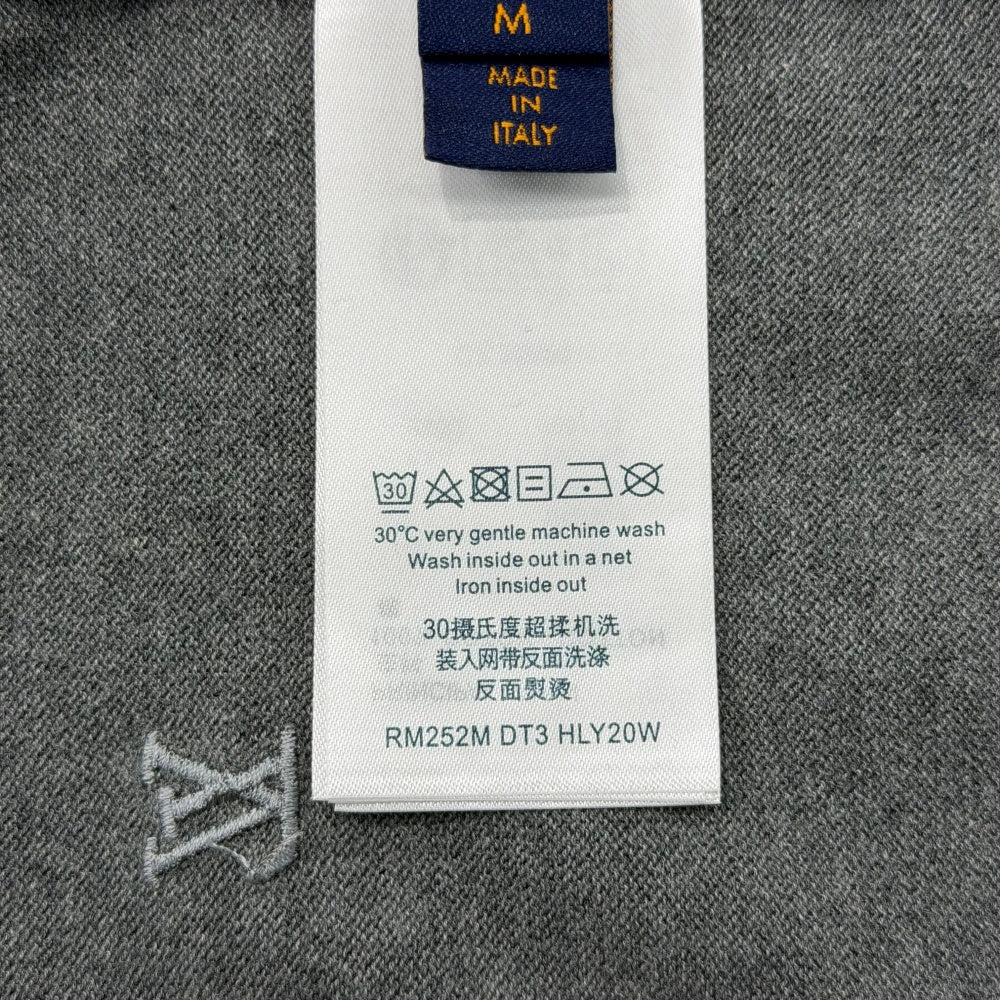 M
MADE
IN
ITALY
30
30°C very gentle machine wash
Wash inside out in a net
Iron inside out
30摄氏度超揉机洗
装入网带反面洗涤
反面熨烫
RM252M DT3 HLY20W